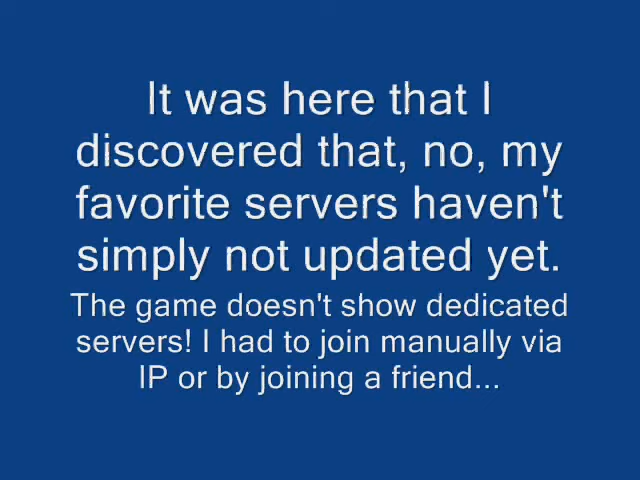 It was here that I
discovered that, no, my
favorite servers haven't
simply not updated yet.
The game doesn't show dedicated
servers! I had to join manually via
IP or by joining a friend...